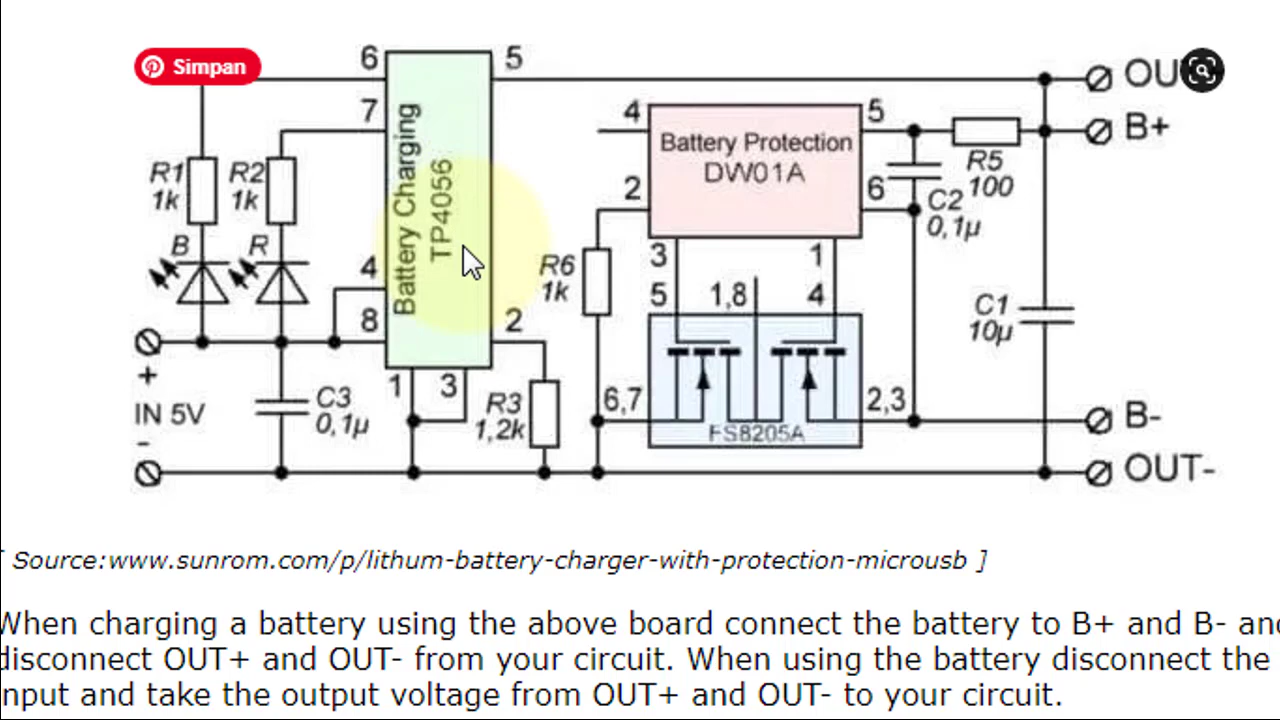 Simpan
6
5
OU
7
4
5
B+
Battery Charging
TP4056
Battery Protection
DW01A
R5
100
R1
1k
R2
1k
2
6
C2
0,1µ
B
R
R6
1k
3
1
4
5
1,8
4
C1
10µ
8
2
+
IN 5V
-
C3
0,1µ
1
3
R3
1,2k
6,7
2,3
FS8205A
B-
OUT-
[ Source:www.sunrom.com/p/lithum-battery-charger-with-protection-microusb ]
When charging a battery using the above board connect the battery to B+ and B- and
disconnect OUT+ and OUT- from your circuit. When using the battery disconnect the
input and take the output voltage from OUT+ and OUT- to your circuit.